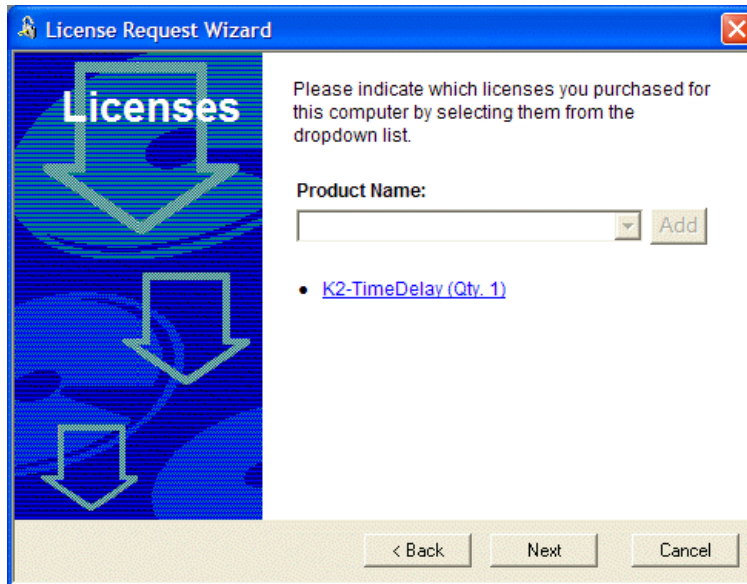 License Request Wizard
Licenses
Please indicate which licenses you purchased for
this computer by selecting them from the
dropdown list.
Product Name:
Add
• K2-TimeDelay (Qty. 1)
< Back
Next
Cancel